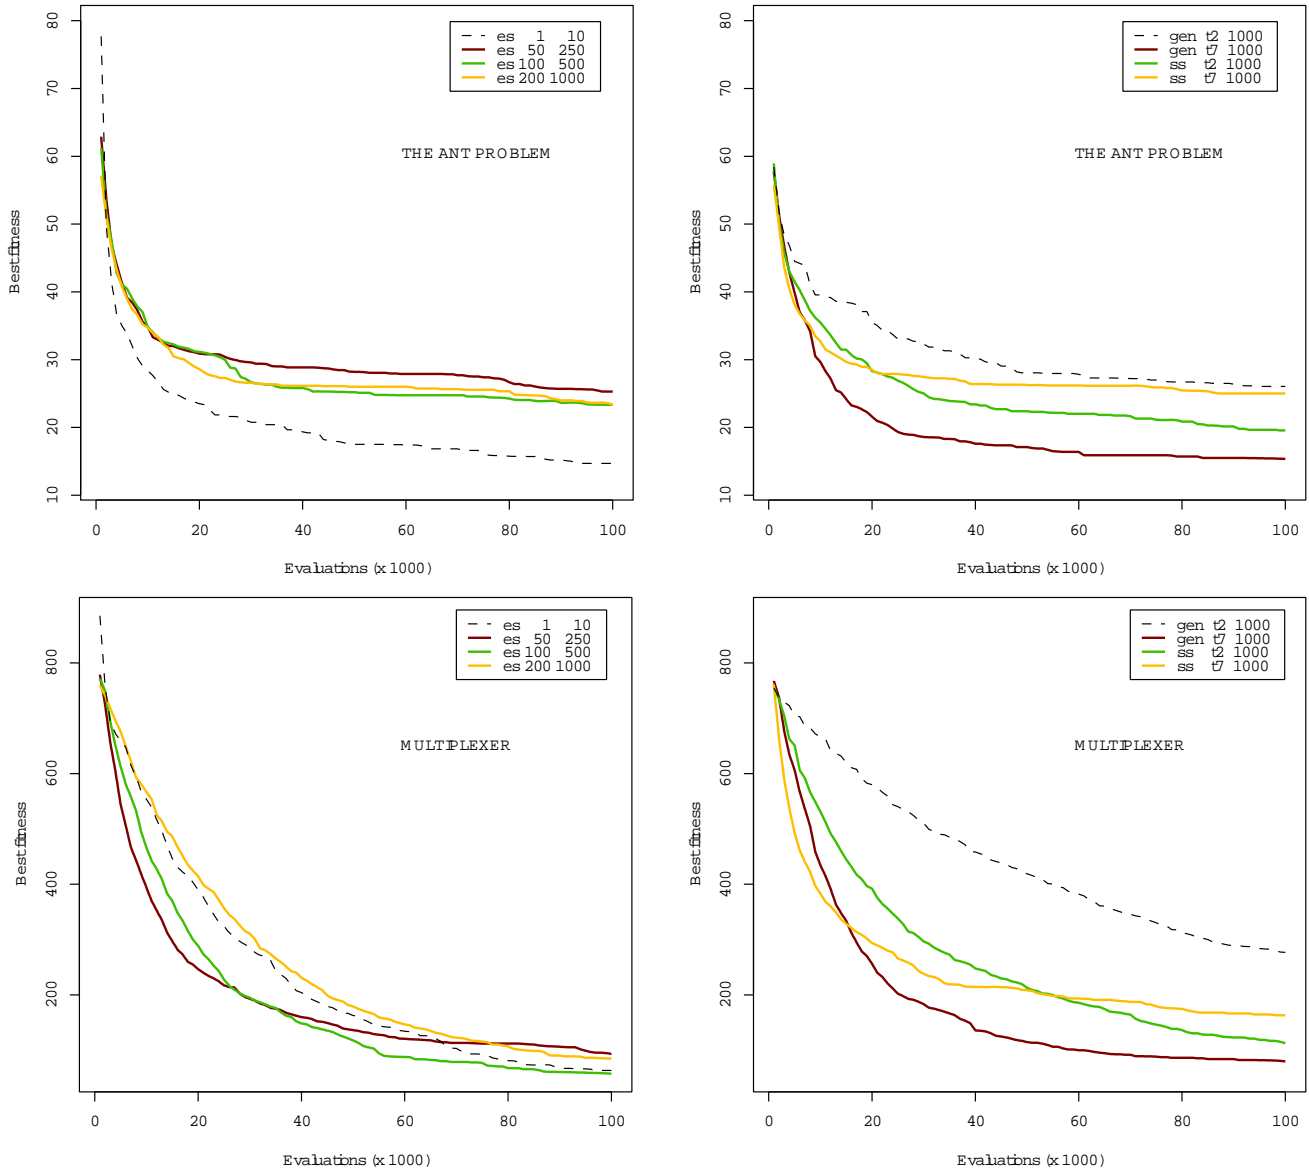 80
70
60
50
40
30
20
10
Best fitness
es 1 10
es 50 250
es 100 500
es 200 1000
THE ANT PROBLEM
0 20 40 60 80 100
Evaluations (x 1000)
80
70
60
50
40
30
20
10
Best fitness
gen t2 1000
gen t7 1000
ss t2 1000
ss t7 1000
THE ANT PROBLEM
0 20 40 60 80 100
Evaluations (x 1000)
800
600
400
200
Best fitness
es 1 10
es 50 250
es 100 500
es 200 1000
MULTIPLEXER
0 20 40 60 80 100
Evaluations (x 1000)
800
600
400
200
Best fitness
gen t2 1000
gen t7 1000
ss t2 1000
ss t7 1000
MULTIPLEXER
0 20 40 60 80 100
Evaluations (x 1000)